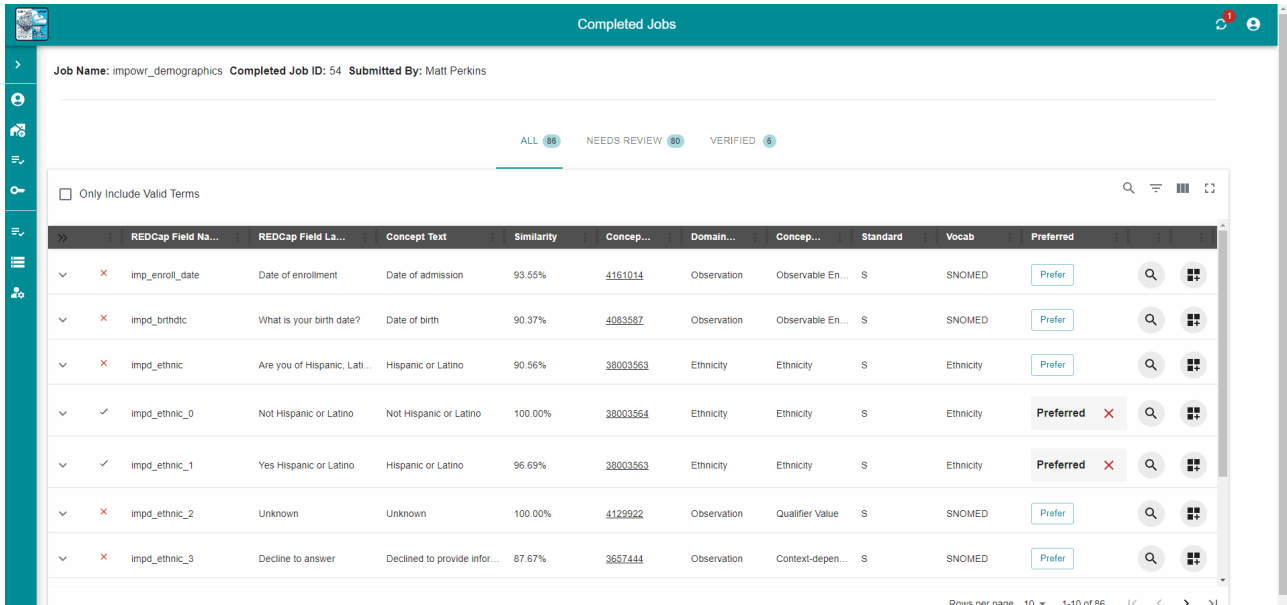 Completed Jobs
1
Job Name: impowr_demographics Completed Job ID: 54 Submitted By: Matt Perkins
ALL 86 NEEDS REVIEW 80 VERIFIED 6
Only Include Valid Terms
REDCap Field Na... REDCap Field La... Concept Text Similarity Concep... Domain... Concep... Standard Vocab Preferred
imp_enroll_date Date of enrollment Date of admission 93.55% 4161014 Observation Observable En... S SNOMED Prefer
impd_brthdtc What is your birth date? Date of birth 90.37% 4083587 Observation Observable En... S SNOMED Prefer
impd_ethnic Are you of Hispanic, Lati... Hispanic or Latino 90.56% 38003563 Ethnicity Ethnicity S Ethnicity Prefer
impd_ethnic_0 Not Hispanic or Latino Not Hispanic or Latino 100.00% 38003564 Ethnicity Ethnicity S Ethnicity Preferred
impd_ethnic_1 Yes Hispanic or Latino Hispanic or Latino 96.69% 38003563 Ethnicity Ethnicity S Ethnicity Preferred
impd_ethnic_2 Unknown Unknown 100.00% 4129922 Observation Qualifier Value S SNOMED Prefer
impd_ethnic_3 Decline to answer Declined to provide infor... 87.67% 3657444 Observation Context-depen... S SNOMED Prefer
Rows per page 10 1-10 of 86